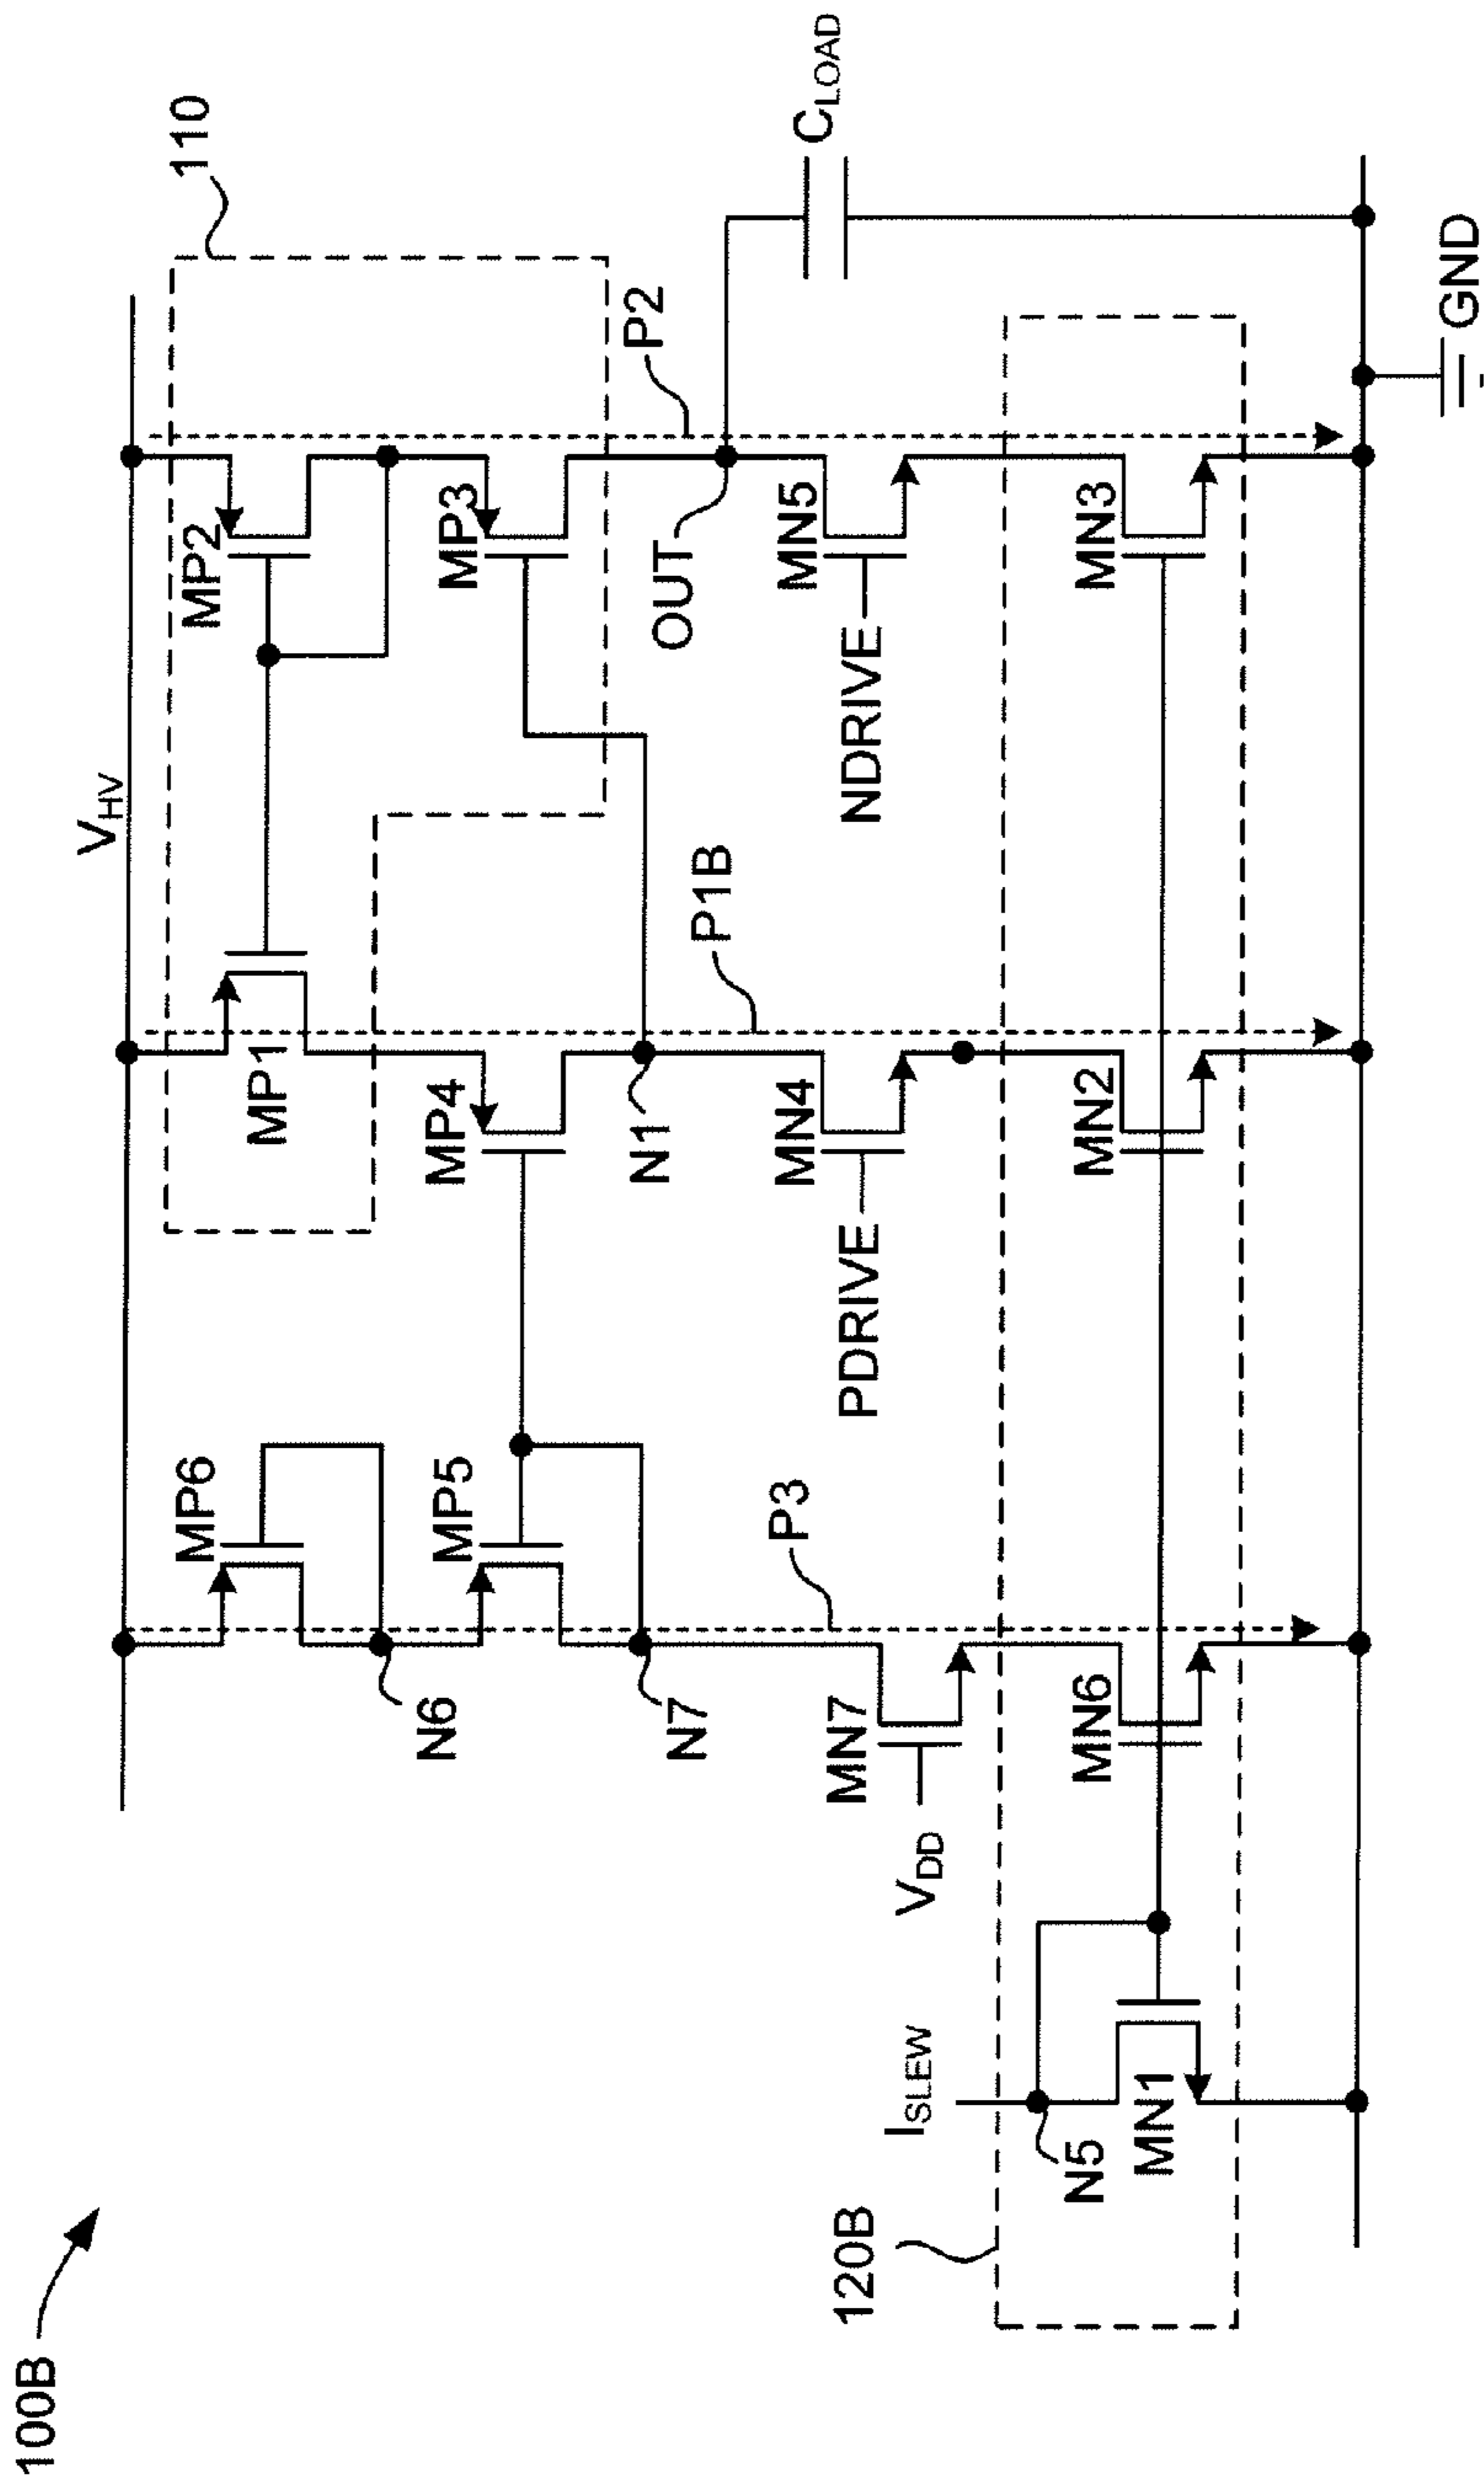 100B
110
V_HV
MP6
MP1
MP2
N6
MP5
MP4
MP3
N7
N1
P3
P1B
P2
OUT
C_LOAD
MN7
V_DD
PDRIVE
MN4
NDRIVE
MN5
120B
I_SLEW
N5
MN1
MN6
MN2
MN3
GND